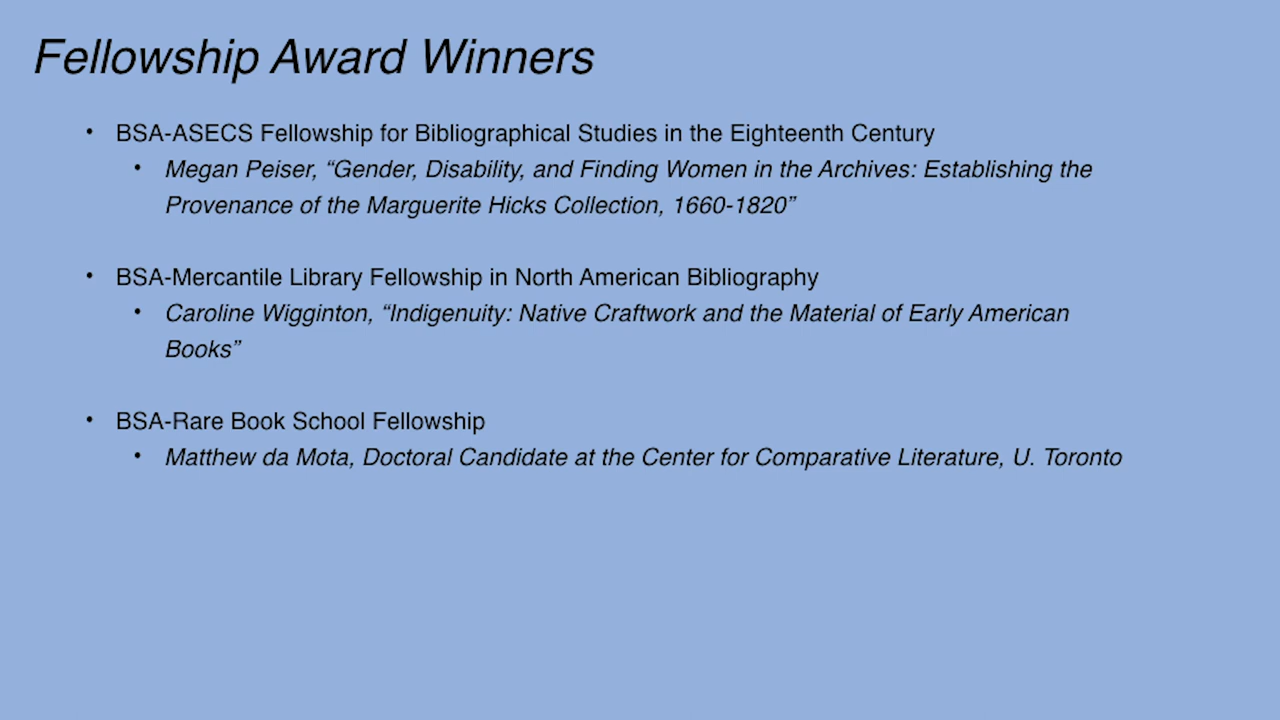 Fellowship Award Winners
• BSA-ASECS Fellowship for Bibliographical Studies in the Eighteenth Century
• Megan Peiser, “Gender, Disability, and Finding Women in the Archives: Establishing the
Provenance of the Marguerite Hicks Collection, 1660-1820”
• BSA-Mercantile Library Fellowship in North American Bibliography
• Caroline Wigginton, “Indigenuity: Native Craftwork and the Material of Early American
Books”
• BSA-Rare Book School Fellowship
• Matthew da Mota, Doctoral Candidate at the Center for Comparative Literature, U. Toronto